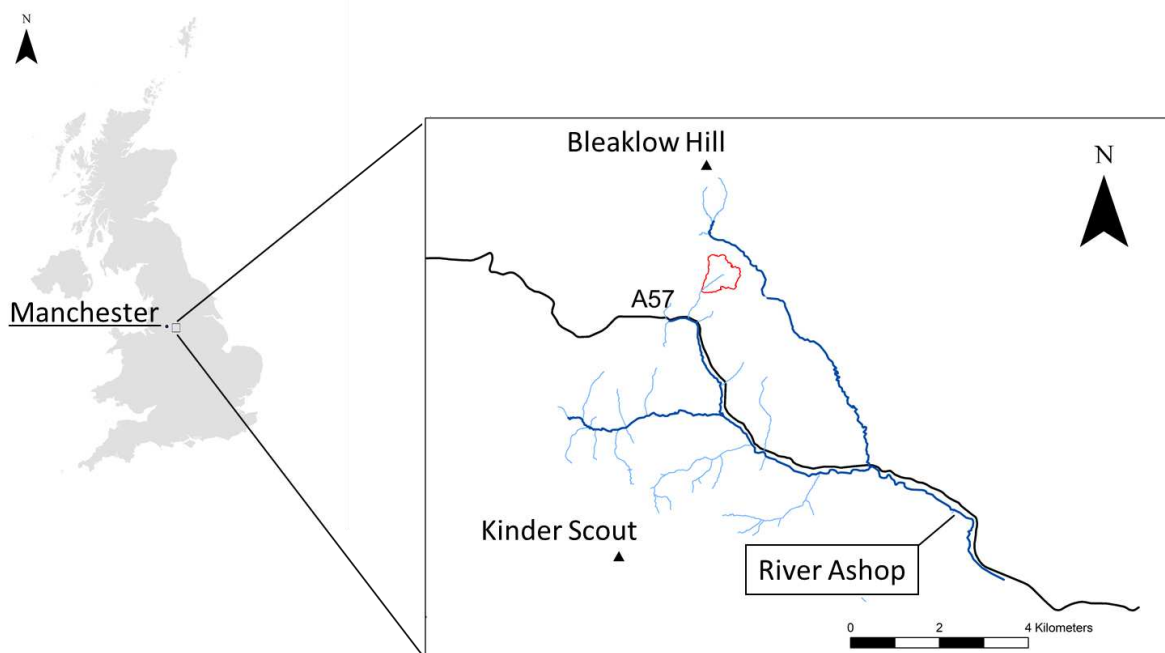 N
Manchester
Bleaklow Hill
N
A57
Kinder Scout
River Ashop
0 2 4 Kilometers